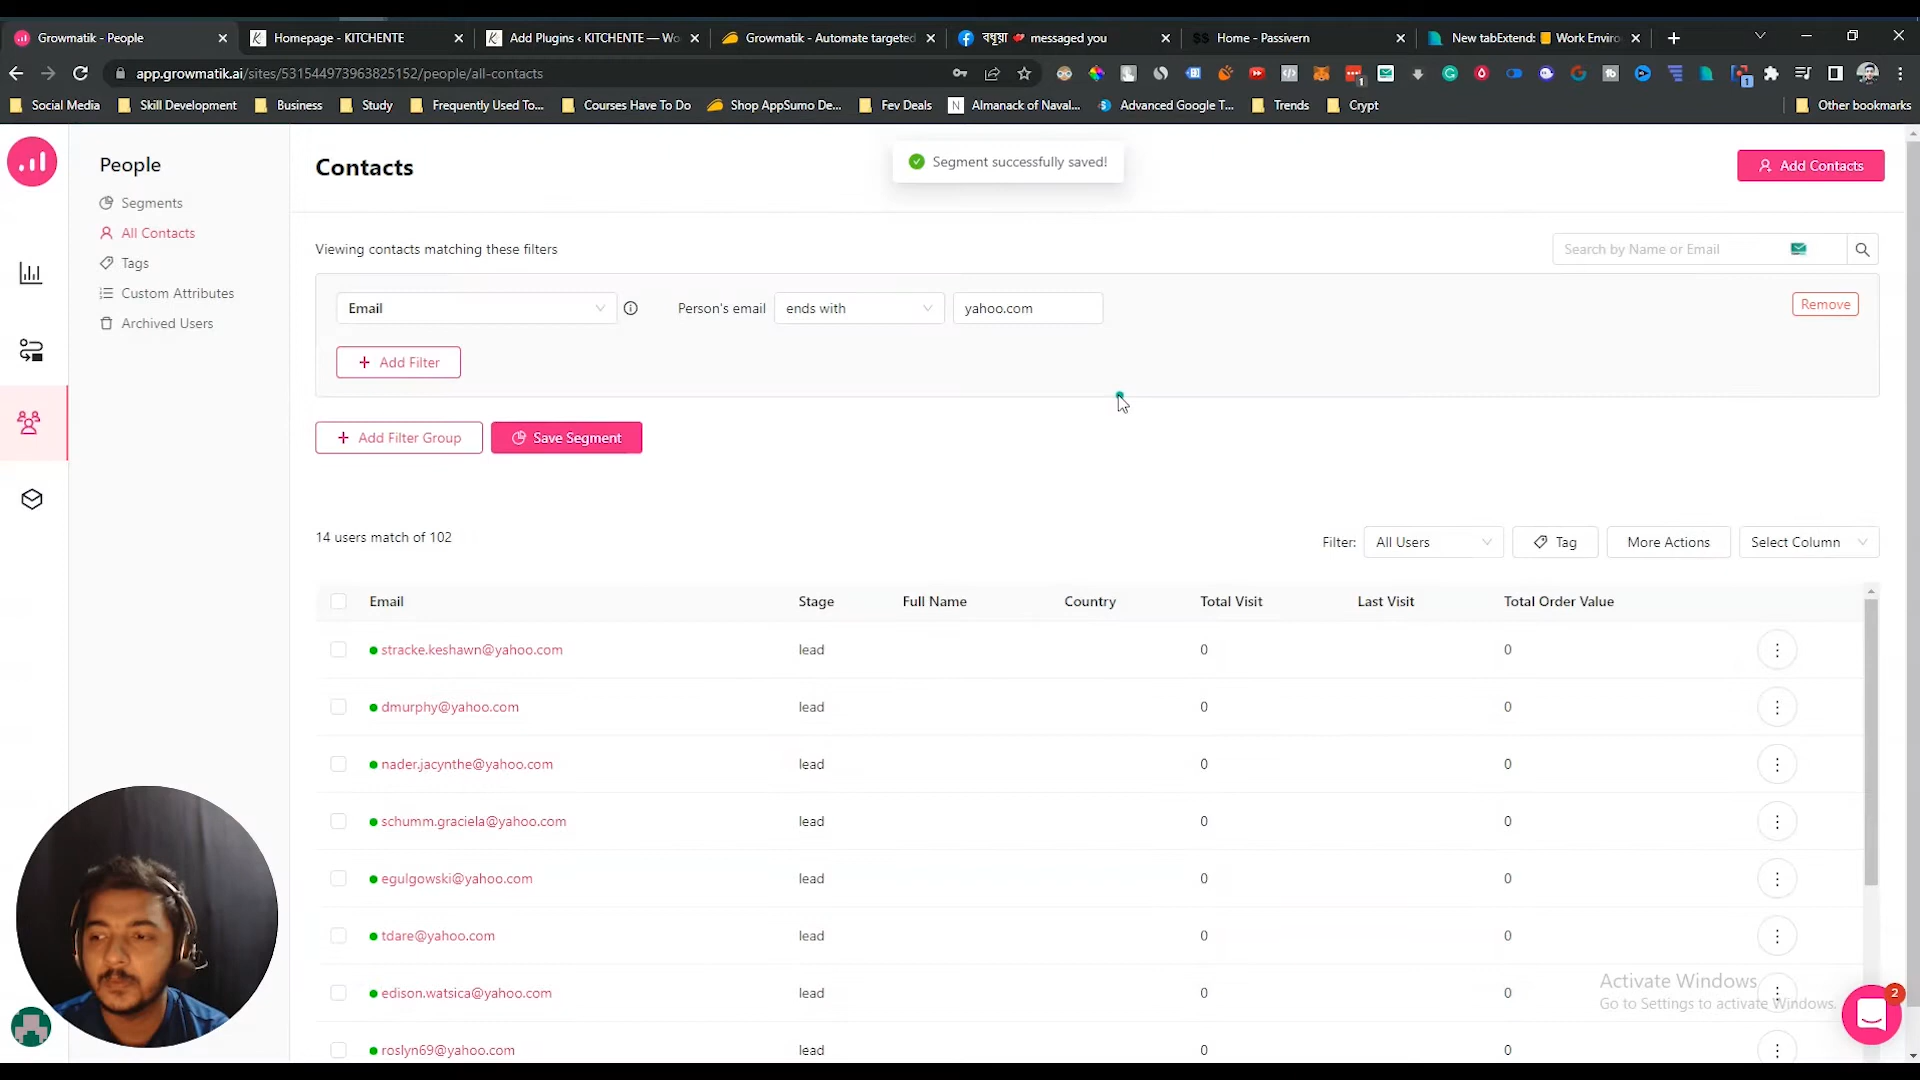 Growmatik - People
Homepage - KITCHENTE
Add Plugins ‹ KITCHENTE — Wo
Growmatik - Automate targeted
বধুয়া ❤️ messaged you
$$ Home - Passivern
New tabExtend: Work Enviro
app.growmatik.ai/sites/531544973963825152/people/all-contacts
Social Media
Skill Development
Business
Study
Frequently Used To...
Courses Have To Do
Shop AppSumo De...
Fev Deals
Almanack of Naval...
Advanced Google T...
Trends
Crypt
Other bookmarks
People
Segments
All Contacts
Tags
Custom Attributes
Archived Users
Contacts
Segment successfully saved!
Add Contacts
Viewing contacts matching these filters
Search by Name or Email
Email
Person's email
ends with
yahoo.com
Remove
+ Add Filter
+ Add Filter Group
Save Segment
14 users match of 102
Filter: All Users
Tag
More Actions
Select Column
Email Stage Full Name Country Total Visit Last Visit Total Order Value
stracke.keshawn@yahoo.com lead 0 0
dmurphy@yahoo.com lead 0 0
nader.jacynthe@yahoo.com lead 0 0
schumm.graciela@yahoo.com lead 0 0
egulgowski@yahoo.com lead 0 0
tdare@yahoo.com lead 0 0
edison.watsica@yahoo.com lead 0 0
roslyn69@yahoo.com lead 0 0
Activate Windows
Go to Settings to activate Windows.
2